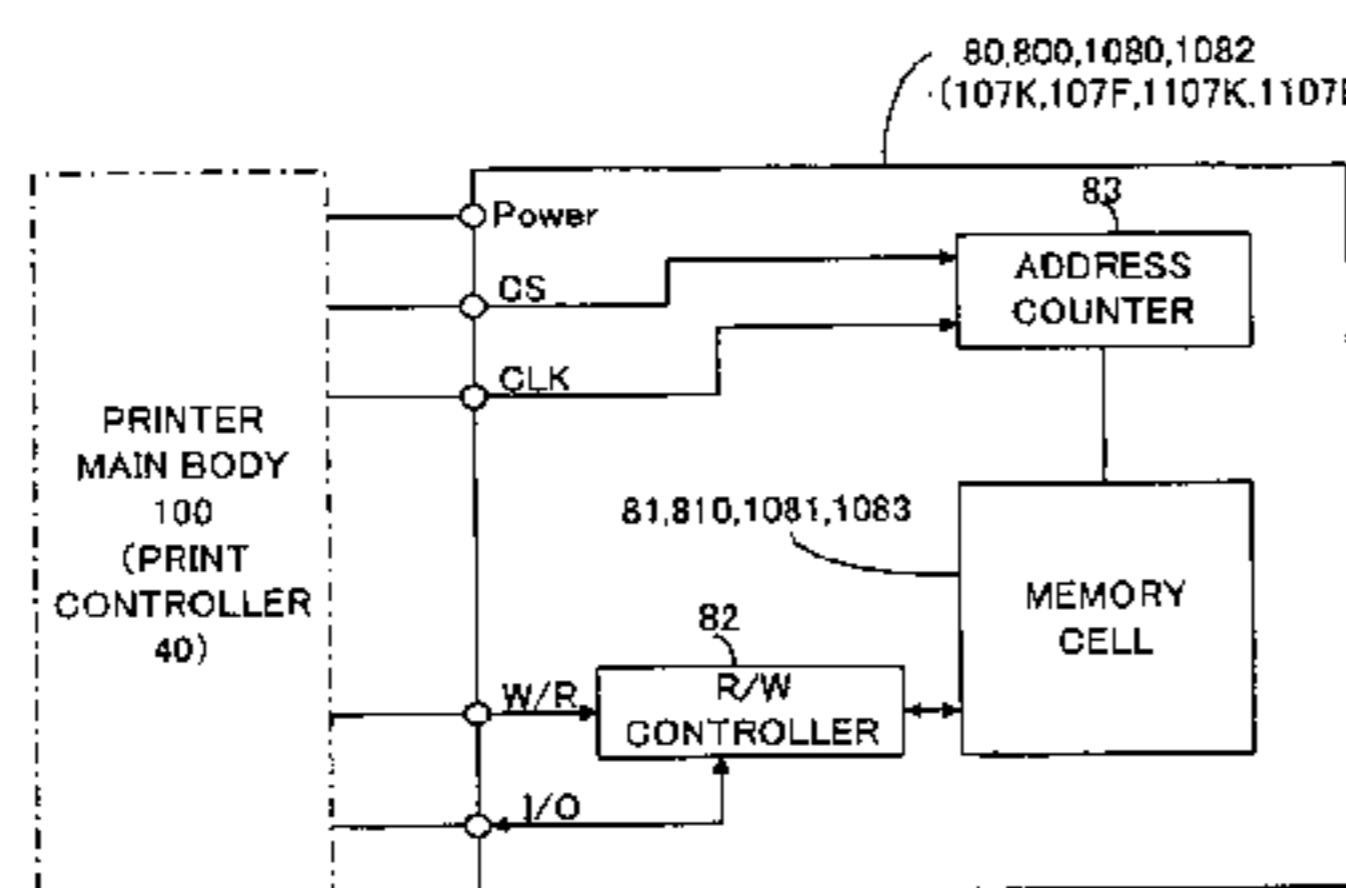 80,800,1080,1082
(107K,107F,1107K,1107F
83
Power
ADDRESS
COUNTER
CS
CLK
PRINTER
MAIN BODY
100
(PRINT
CONTROLLER
40)
81,810,1081,1083
MEMORY
CELL
82
W/R
R/W
CONTROLLER
I/O